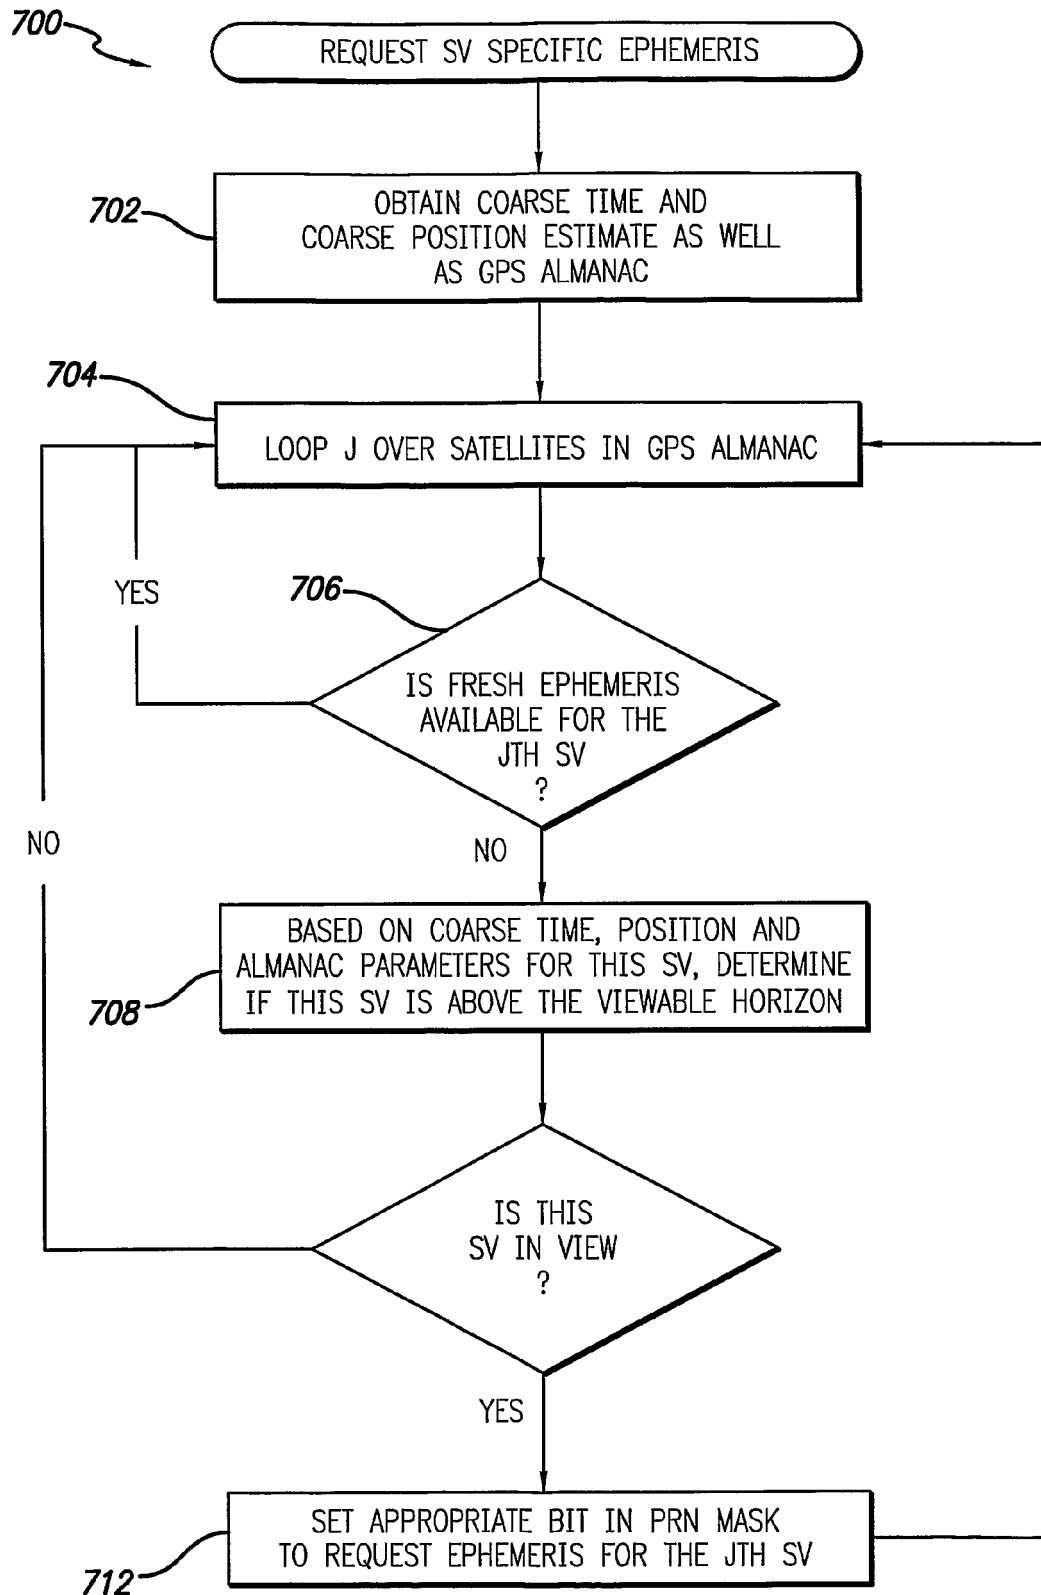 700
REQUEST SV SPECIFIC EPHEMERIS
702
OBTAIN COARSE TIME AND
COARSE POSITION ESTIMATE AS WELL
AS GPS ALMANAC
704
LOOP J OVER SATELLITES IN GPS ALMANAC
YES
706
IS FRESH EPHEMERIS
AVAILABLE FOR THE
JTH SV
?
NO
NO
BASED ON COARSE TIME, POSITION AND
ALMANAC PARAMETERS FOR THIS SV, DETERMINE
IF THIS SV IS ABOVE THE VIEWABLE HORIZON
708
IS THIS
SV IN VIEW
?
YES
SET APPROPRIATE BIT IN PRN MASK
TO REQUEST EPHEMERIS FOR THE JTH SV
712